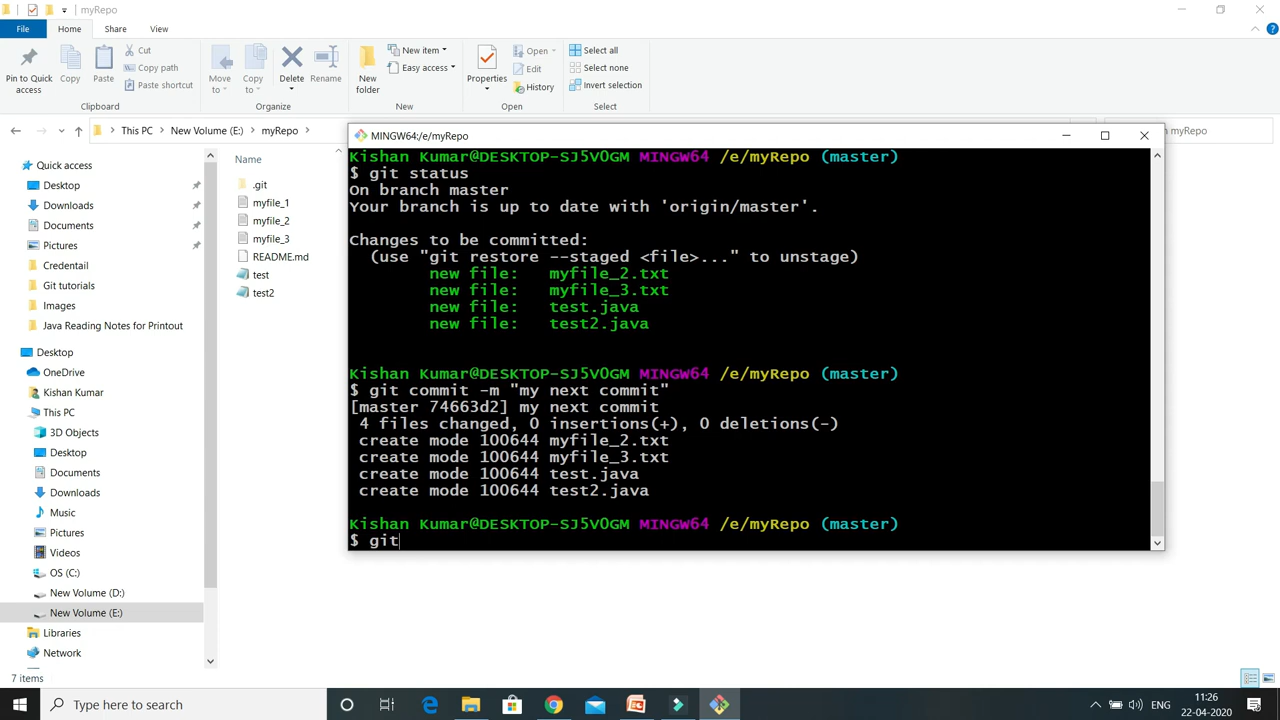 myRepo
File
Home
Share
View
Pin to Quick access
Copy
Paste
Cut
Copy path
Paste shortcut
Clipboard
Move to
Copy to
Delete
Rename
Organize
New folder
New item
Easy access
New
Properties
Open
Edit
History
Open
Select all
Select none
Invert selection
Select
This PC
New Volume (E:)
myRepo
myRepo
Quick access
Desktop
Downloads
Documents
Pictures
Credentail
Git tutorials
Images
Java Reading Notes for Printout
Desktop
OneDrive
Kishan Kumar
This PC
3D Objects
Desktop
Documents
Downloads
Music
Pictures
Videos
OS (C:)
New Volume (D:)
New Volume (E:)
Libraries
Network
Name
.git
myfile_1
myfile_2
myfile_3
README.md
test
test2
MINGW64:/e/myRepo
Kishan Kumar@DESKTOP-SJ5V0GM MINGW64 /e/myRepo (master)
$ git status
On branch master
Your branch is up to date with 'origin/master'.
Changes to be committed:
(use "git restore --staged <file>..." to unstage)
new file:   myfile_2.txt
new file:   myfile_3.txt
new file:   test.java
new file:   test2.java
Kishan Kumar@DESKTOP-SJ5V0GM MINGW64 /e/myRepo (master)
$ git commit -m "my next commit"
[master 74663d2] my next commit
4 files changed, 0 insertions(+), 0 deletions(-)
create mode 100644 myfile_2.txt
create mode 100644 myfile_3.txt
create mode 100644 test.java
create mode 100644 test2.java
Kishan Kumar@DESKTOP-SJ5V0GM MINGW64 /e/myRepo (master)
$ git
7 items
Type here to search
ENG
11:26
22-04-2020